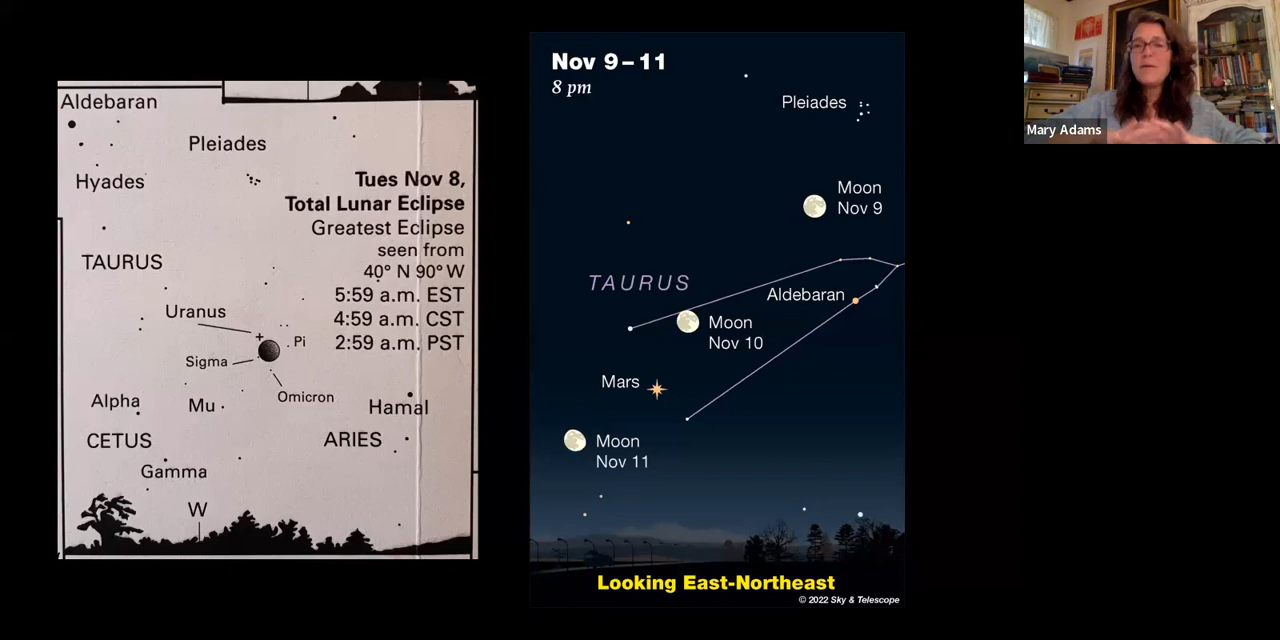 Aldebaran
Pleiades
Hyades
Tues Nov 8,
Total Lunar Eclipse
Greatest Eclipse
seen from
40° N 90° W
5:59 a.m. EST
4:59 a.m. CST
2:59 a.m. PST
TAURUS
Uranus
Pi
Sigma
Omicron
Alpha
Mu
Hamal
CETUS
ARIES
Gamma
W
Nov 9–11
8 pm
Pleiades
Moon
Nov 9
TAURUS
Aldebaran
Moon
Nov 10
Mars
Moon
Nov 11
Looking East-Northeast
© 2022 Sky & Telescope
Mary Adams